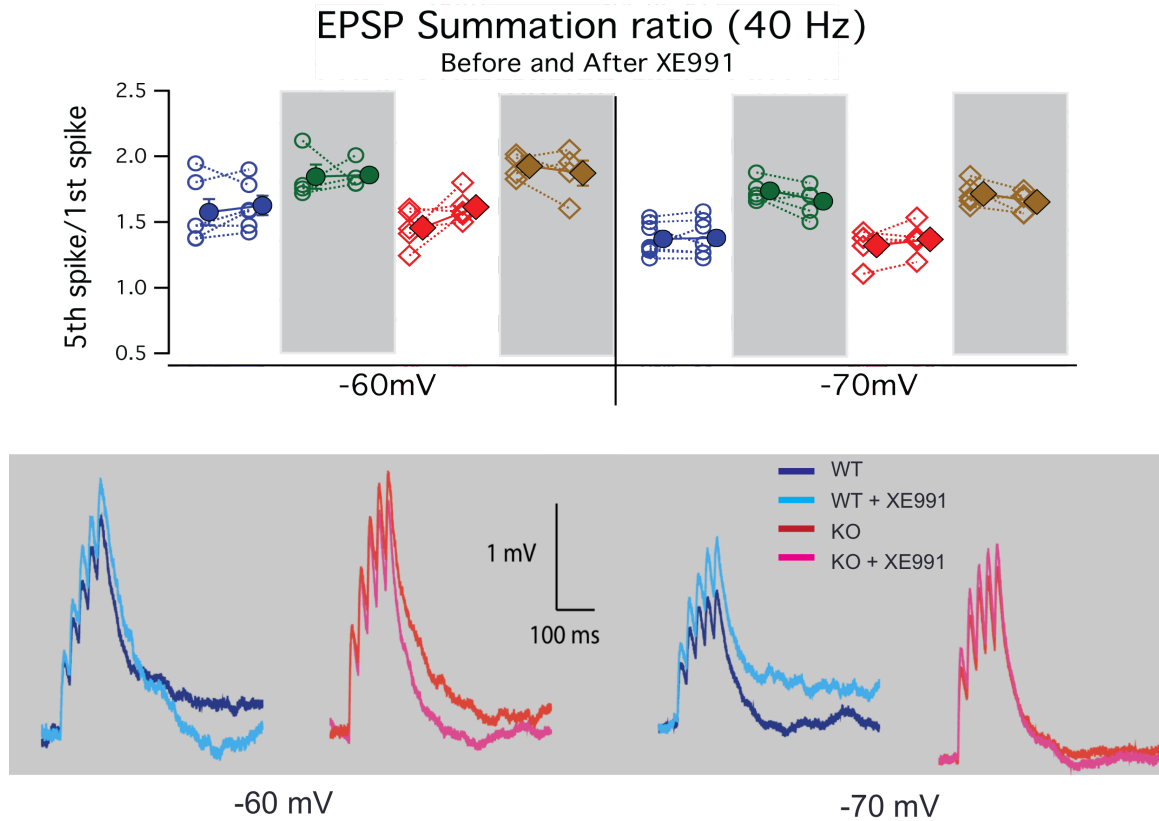 EPSP Summation ratio (40 Hz)
Before and After XE991
5th spike/1st spike
2.5
2.0
1.5
1.0
0.5
-60mV
-70mV
WT
WT + XE991
KO
KO + XE991
1 mV
100 ms
-60 mV
-70 mV